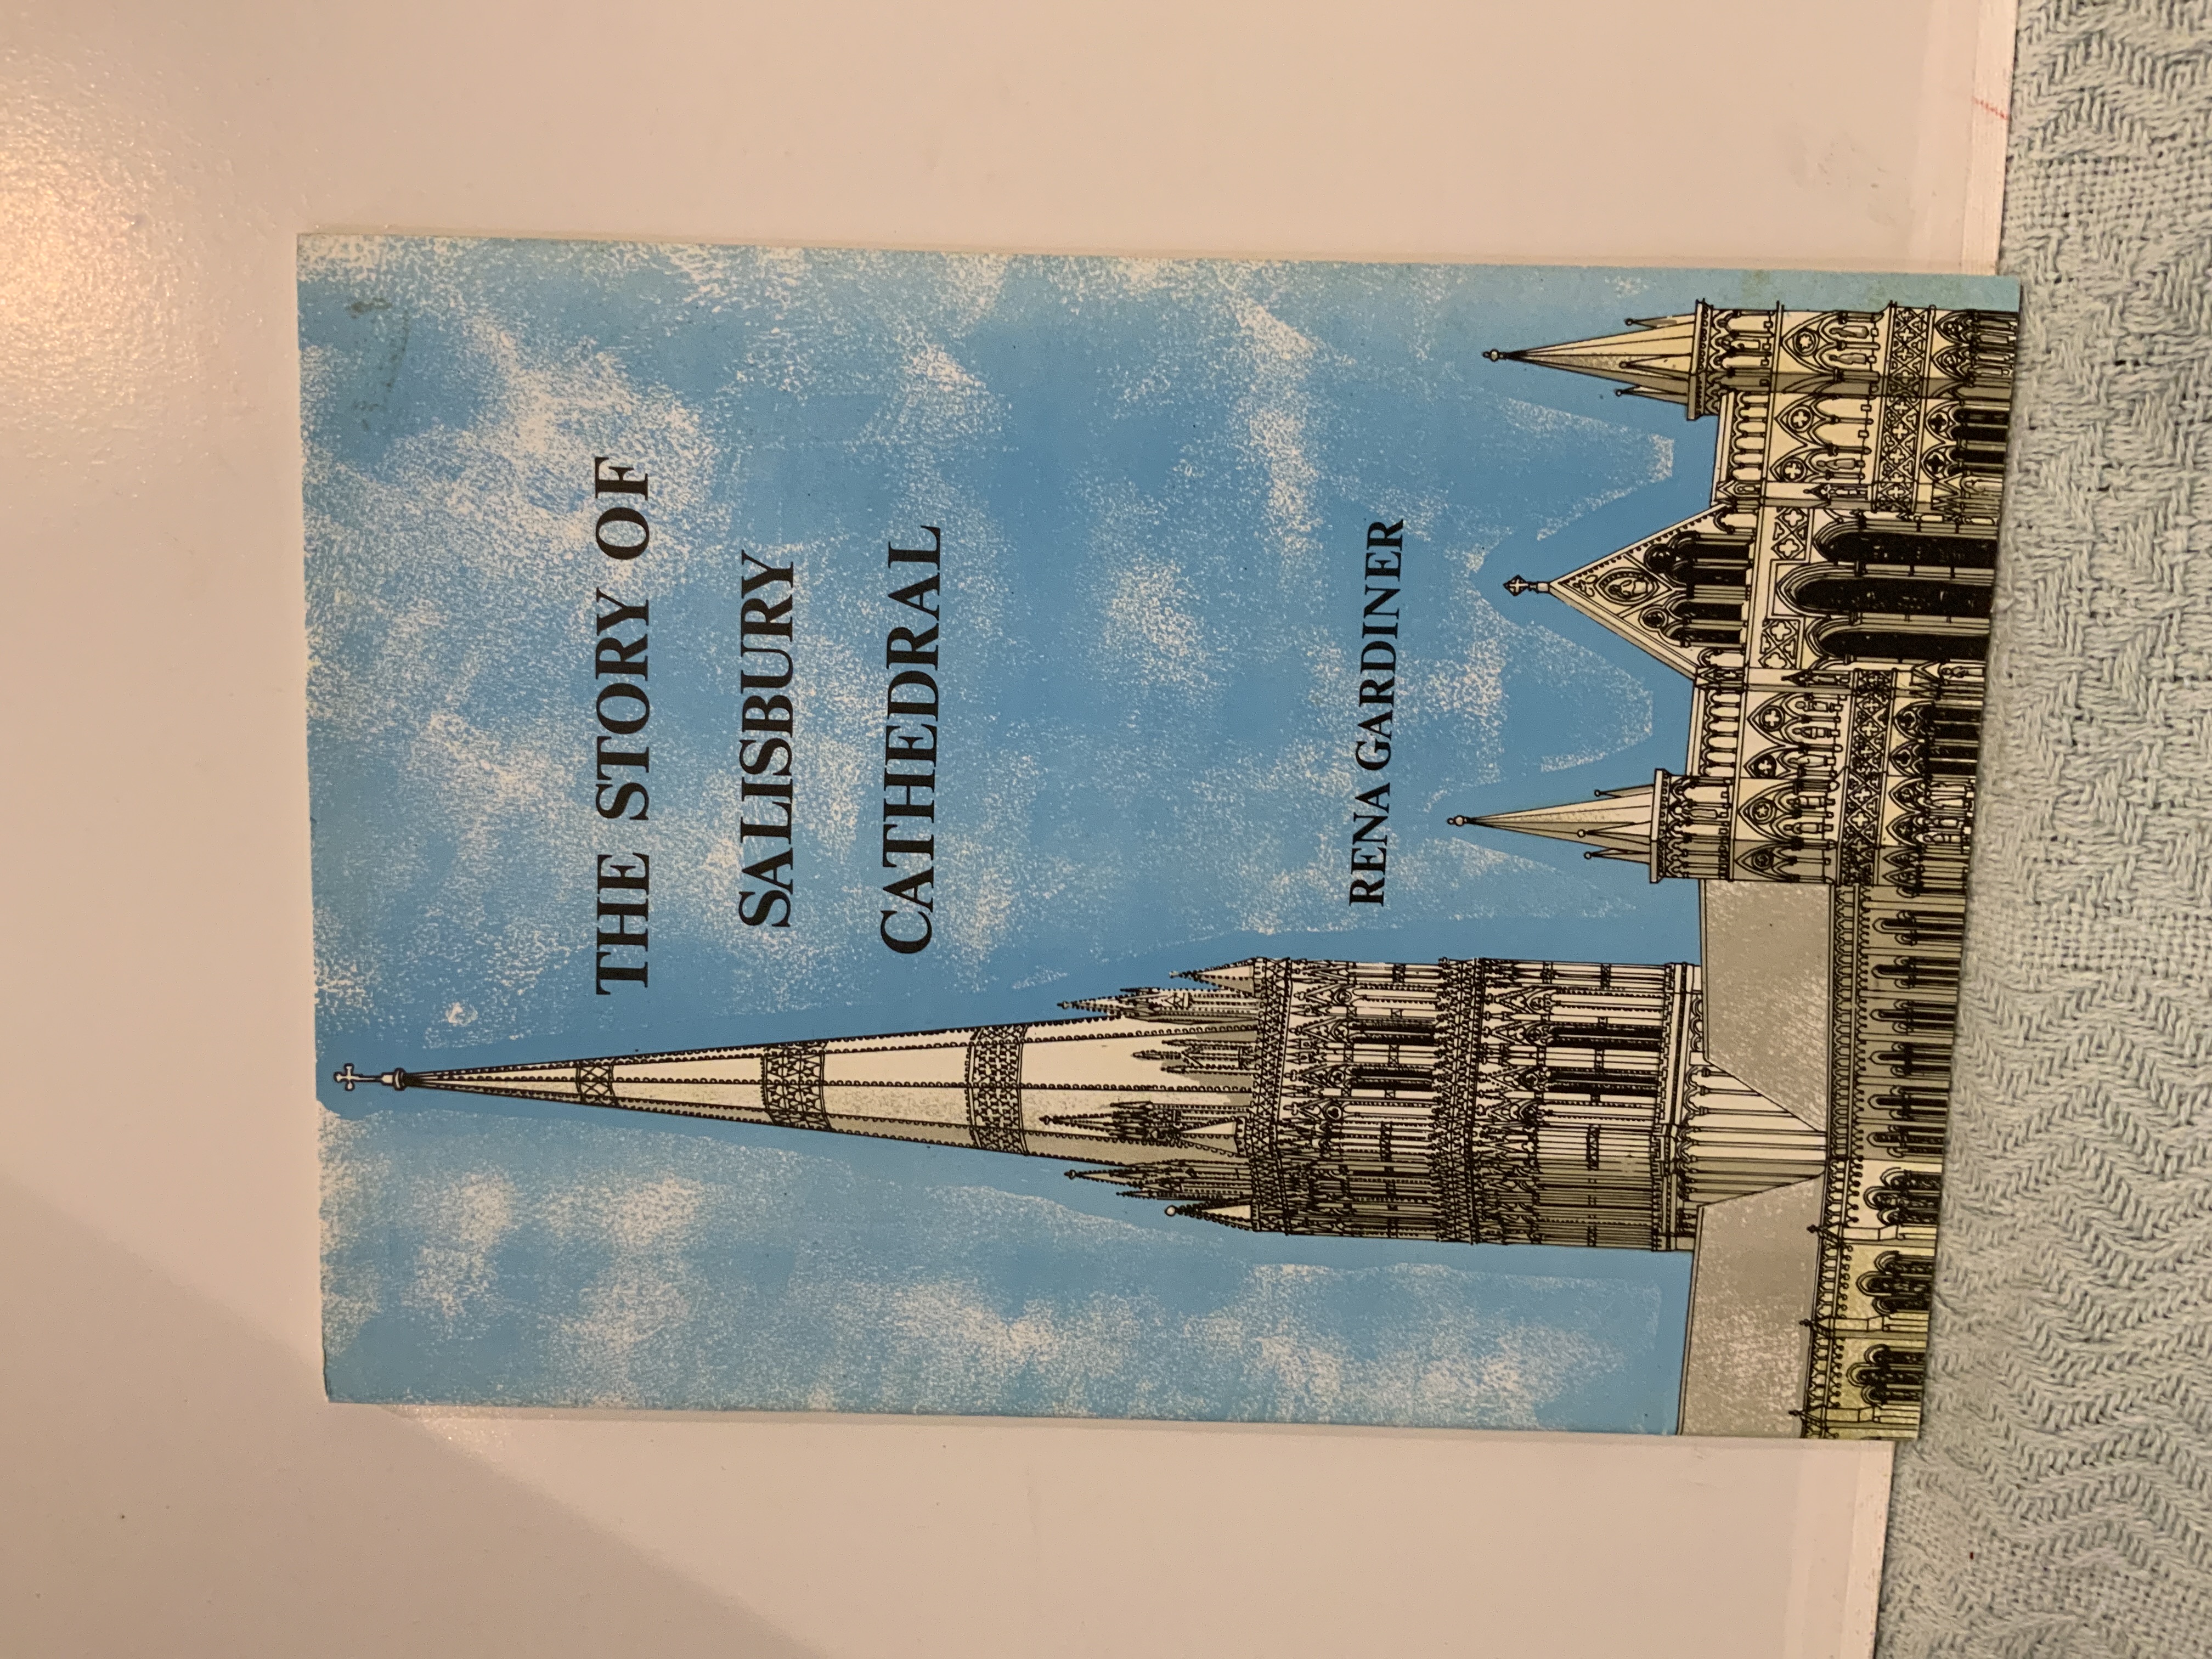 THE STORY OF
SALISBURY
CATHEDRAL
RENA GARDINER